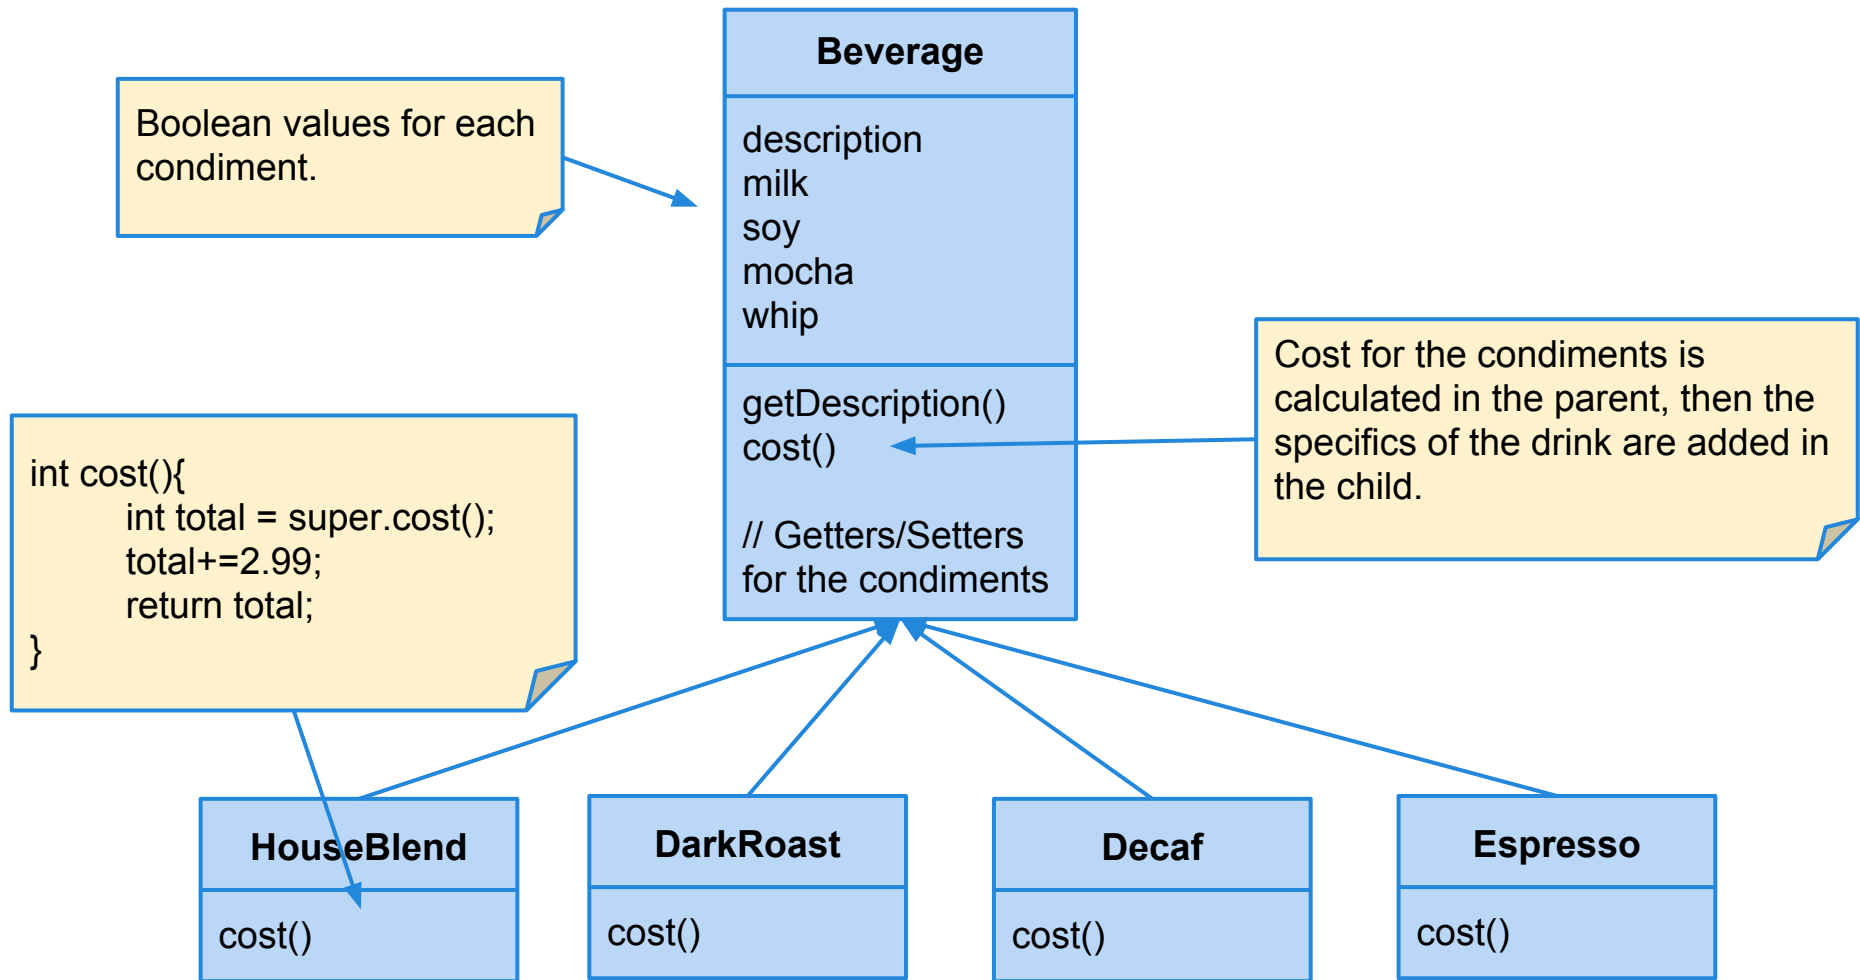 Beverage
description
milk
soy
mocha
whip
getDescription()
cost()
// Getters/Setters
for the condiments
Boolean values for each
condiment.
Cost for the condiments is
calculated in the parent, then the
specifics of the drink are added in
the child.
int cost(){
int total = super.cost();
total+=2.99;
return total;
}
HouseBlend
cost()
DarkRoast
cost()
Decaf
cost()
Espresso
cost()